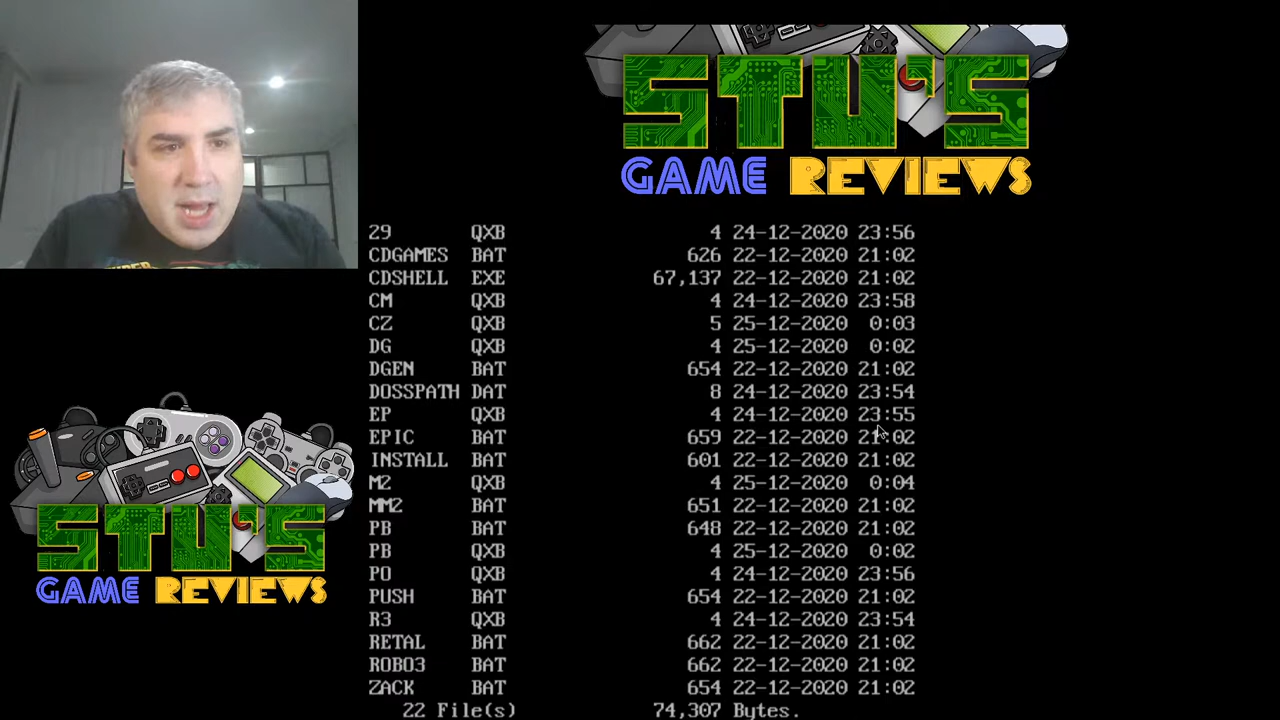 STU'S
GAME REVIEWS
29 QXB 4 24-12-2020 23:56
CDGAMES BAT 626 22-12-2020 21:02
CDSHELL EXE 67,137 22-12-2020 21:02
CM QXB 4 24-12-2020 23:58
CZ QXB 5 25-12-2020 0:03
DG QXB 4 25-12-2020 0:02
DGEN BAT 654 22-12-2020 21:02
DOSSPATH DAT 8 24-12-2020 23:54
EP QXB 4 24-12-2020 23:55
EPIC BAT 659 22-12-2020 21:02
INSTALL BAT 601 22-12-2020 21:02
M2 QXB 4 25-12-2020 0:04
MM2 BAT 651 22-12-2020 21:02
PB BAT 648 22-12-2020 21:02
PB QXB 4 25-12-2020 0:02
PO QXB 4 24-12-2020 23:56
PUSH BAT 654 22-12-2020 21:02
R3 QXB 4 24-12-2020 23:54
RETAL BAT 662 22-12-2020 21:02
ROBO3 BAT 662 22-12-2020 21:02
ZACK BAT 654 22-12-2020 21:02
22 File(s) 74,307 Bytes.
STU'S
GAME REVIEWS